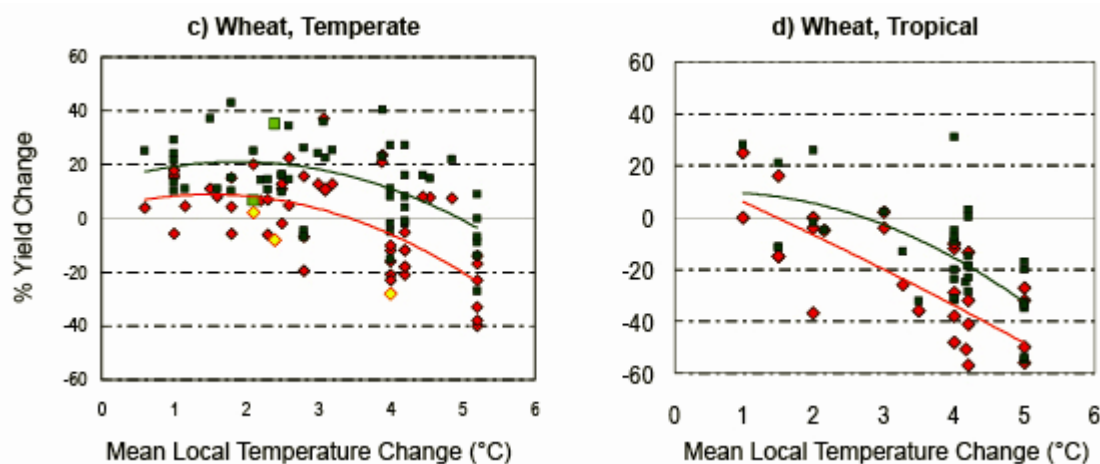 c) Wheat, Temperate
% Yield Change
60
40
20
0
-20
-40
-60
0 1 2 3 4 5 6
Mean Local Temperature Change (°C)
d) Wheat, Tropical
60
40
20
0
-20
-40
-60
0 1 2 3 4 5 6
Mean Local Temperature Change (°C)